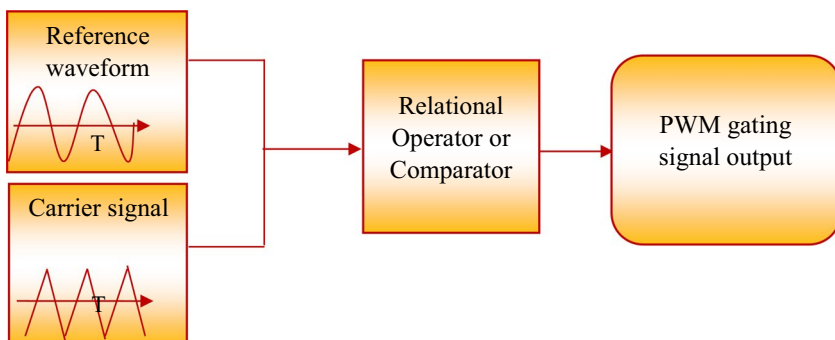 Reference
waveform
T
Carrier signal
T
Relational
Operator or
Comparator
PWM gating
signal output